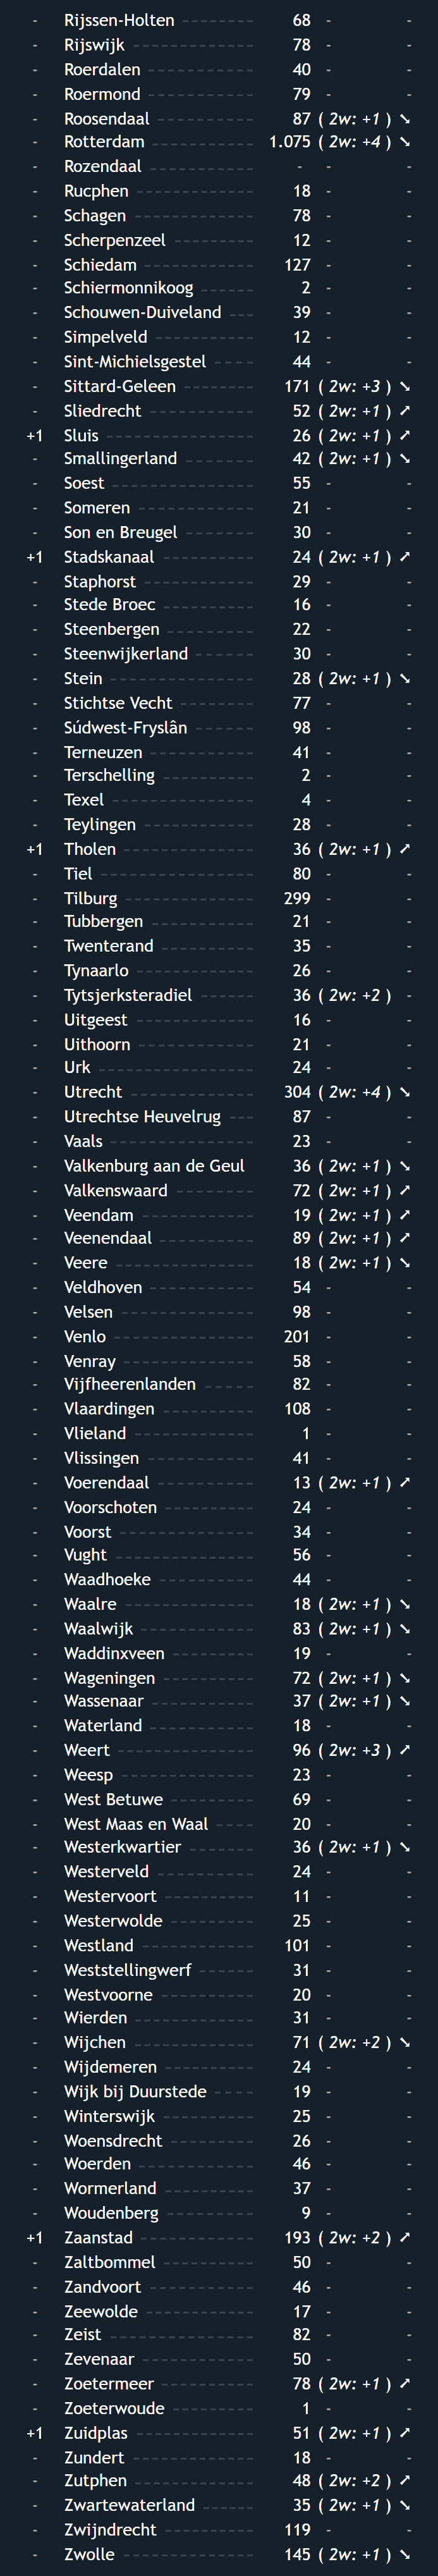 - Rijssen-Holten 68 - -
- Rijswijk 78 - -
- Roerdalen 40 - -
- Roermond 79 - -
- Roosendaal 87 ( 2w: +1 ) ⭨
- Rotterdam 1.075 ( 2w: +4 ) ⭨
- Rozendaal - - -
- Rucphen 18 - -
- Schagen 78 - -
- Scherpenzeel 12 - -
- Schiedam 127 - -
- Schiermonnikoog 2 - -
- Schouwen-Duiveland 39 - -
- Simpelveld 12 - -
- Sint-Michielsgestel 44 - -
- Sittard-Geleen 171 ( 2w: +3 ) ⭨
- Sliedrecht 52 ( 2w: +1 ) ⭧
+1 Sluis 26 ( 2w: +1 ) ⭧
- Smallingerland 42 ( 2w: +1 ) ⭨
- Soest 55 - -
- Someren 21 - -
- Son en Breugel 30 - -
+1 Stadskanaal 24 ( 2w: +1 ) ⭧
- Staphorst 29 - -
- Stede Broec 16 - -
- Steenbergen 22 - -
- Steenwijkerland 30 - -
- Stein 28 ( 2w: +1 ) ⭨
- Stichtse Vecht 77 - -
- Súdwest-Fryslân 98 - -
- Terneuzen 41 - -
- Terschelling 2 - -
- Texel 4 - -
- Teylingen 28 - -
+1 Tholen 36 ( 2w: +1 ) ⭧
- Tiel 80 - -
- Tilburg 299 - -
- Tubbergen 21 - -
- Twenterand 35 - -
- Tynaarlo 26 - -
- Tytsjerksteradiel 36 ( 2w: +2 ) -
- Uitgeest 16 - -
- Uithoorn 21 - -
- Urk 24 - -
- Utrecht 304 ( 2w: +4 ) ⭨
- Utrechtse Heuvelrug 87 - -
- Vaals 23 - -
- Valkenburg aan de Geul 36 ( 2w: +1 ) ⭨
- Valkenswaard 72 ( 2w: +1 ) ⭧
- Veendam 19 ( 2w: +1 ) ⭧
- Veenendaal 89 ( 2w: +1 ) ⭧
- Veere 18 ( 2w: +1 ) ⭨
- Veldhoven 54 - -
- Velsen 98 - -
- Venlo 201 - -
- Venray 58 - -
- Vijfheerenlanden 82 - -
- Vlaardingen 108 - -
- Vlieland 1 - -
- Vlissingen 41 - -
- Voerendaal 13 ( 2w: +1 ) ⭧
- Voorschoten 24 - -
- Voorst 34 - -
- Vught 56 - -
- Waadhoeke 44 - -
- Waalre 18 ( 2w: +1 ) ⭨
- Waalwijk 83 ( 2w: +1 ) ⭨
- Waddinxveen 19 - -
- Wageningen 72 ( 2w: +1 ) ⭨
- Wassenaar 37 ( 2w: +1 ) ⭨
- Waterland 18 - -
- Weert 96 ( 2w: +3 ) ⭧
- Weesp 23 - -
- West Betuwe 69 - -
- West Maas en Waal 20 - -
- Westerkwartier 36 ( 2w: +1 ) ⭨
- Westerveld 24 - -
- Westervoort 11 - -
- Westerwolde 25 - -
- Westland 101 - -
- Weststellingwerf 31 - -
- Westvoorne 20 - -
- Wierden 31 - -
- Wijchen 71 ( 2w: +2 ) ⭨
- Wijdemeren 24 - -
- Wijk bij Duurstede 19 - -
- Winterswijk 25 - -
- Woensdrecht 26 - -
- Woerden 46 - -
- Wormerland 37 - -
- Woudenberg 9 - -
+1 Zaanstad 193 ( 2w: +2 ) ⭧
- Zaltbommel 50 - -
- Zandvoort 46 - -
- Zeewolde 17 - -
- Zeist 82 - -
- Zevenaar 50 - -
- Zoetermeer 78 ( 2w: +1 ) ⭧
- Zoeterwoude 1 - -
+1 Zuidplas 51 ( 2w: +1 ) ⭧
- Zundert 18 - -
- Zutphen 48 ( 2w: +2 ) ⭧
- Zwartewaterland 35 ( 2w: +1 ) ⭨
- Zwijndrecht 119 - -
- Zwolle 145 ( 2w: +1 ) ⭨